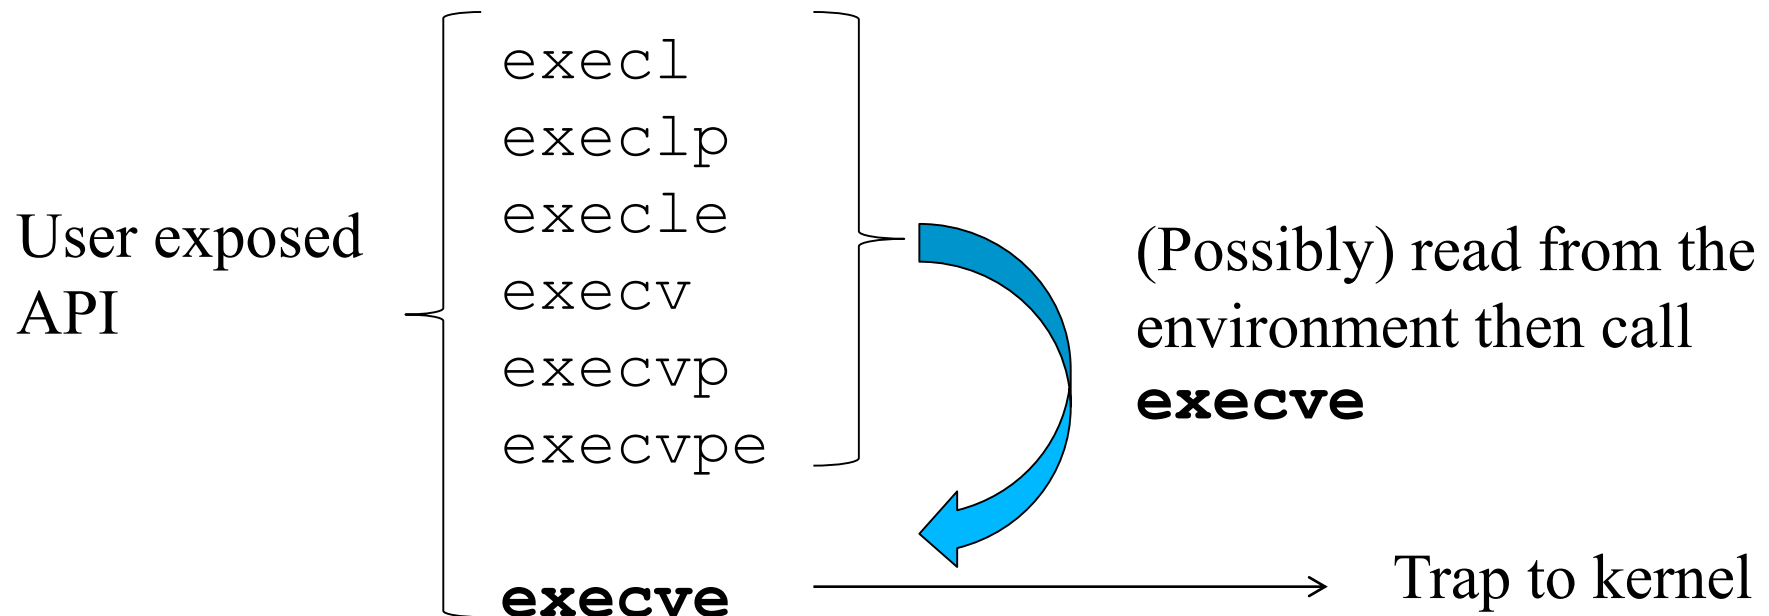 User exposed
API
execl
execlp
execle
execv
execvp
execvpe
execve
(Possibly) read from the
environment then call
execve
Trap to kernel